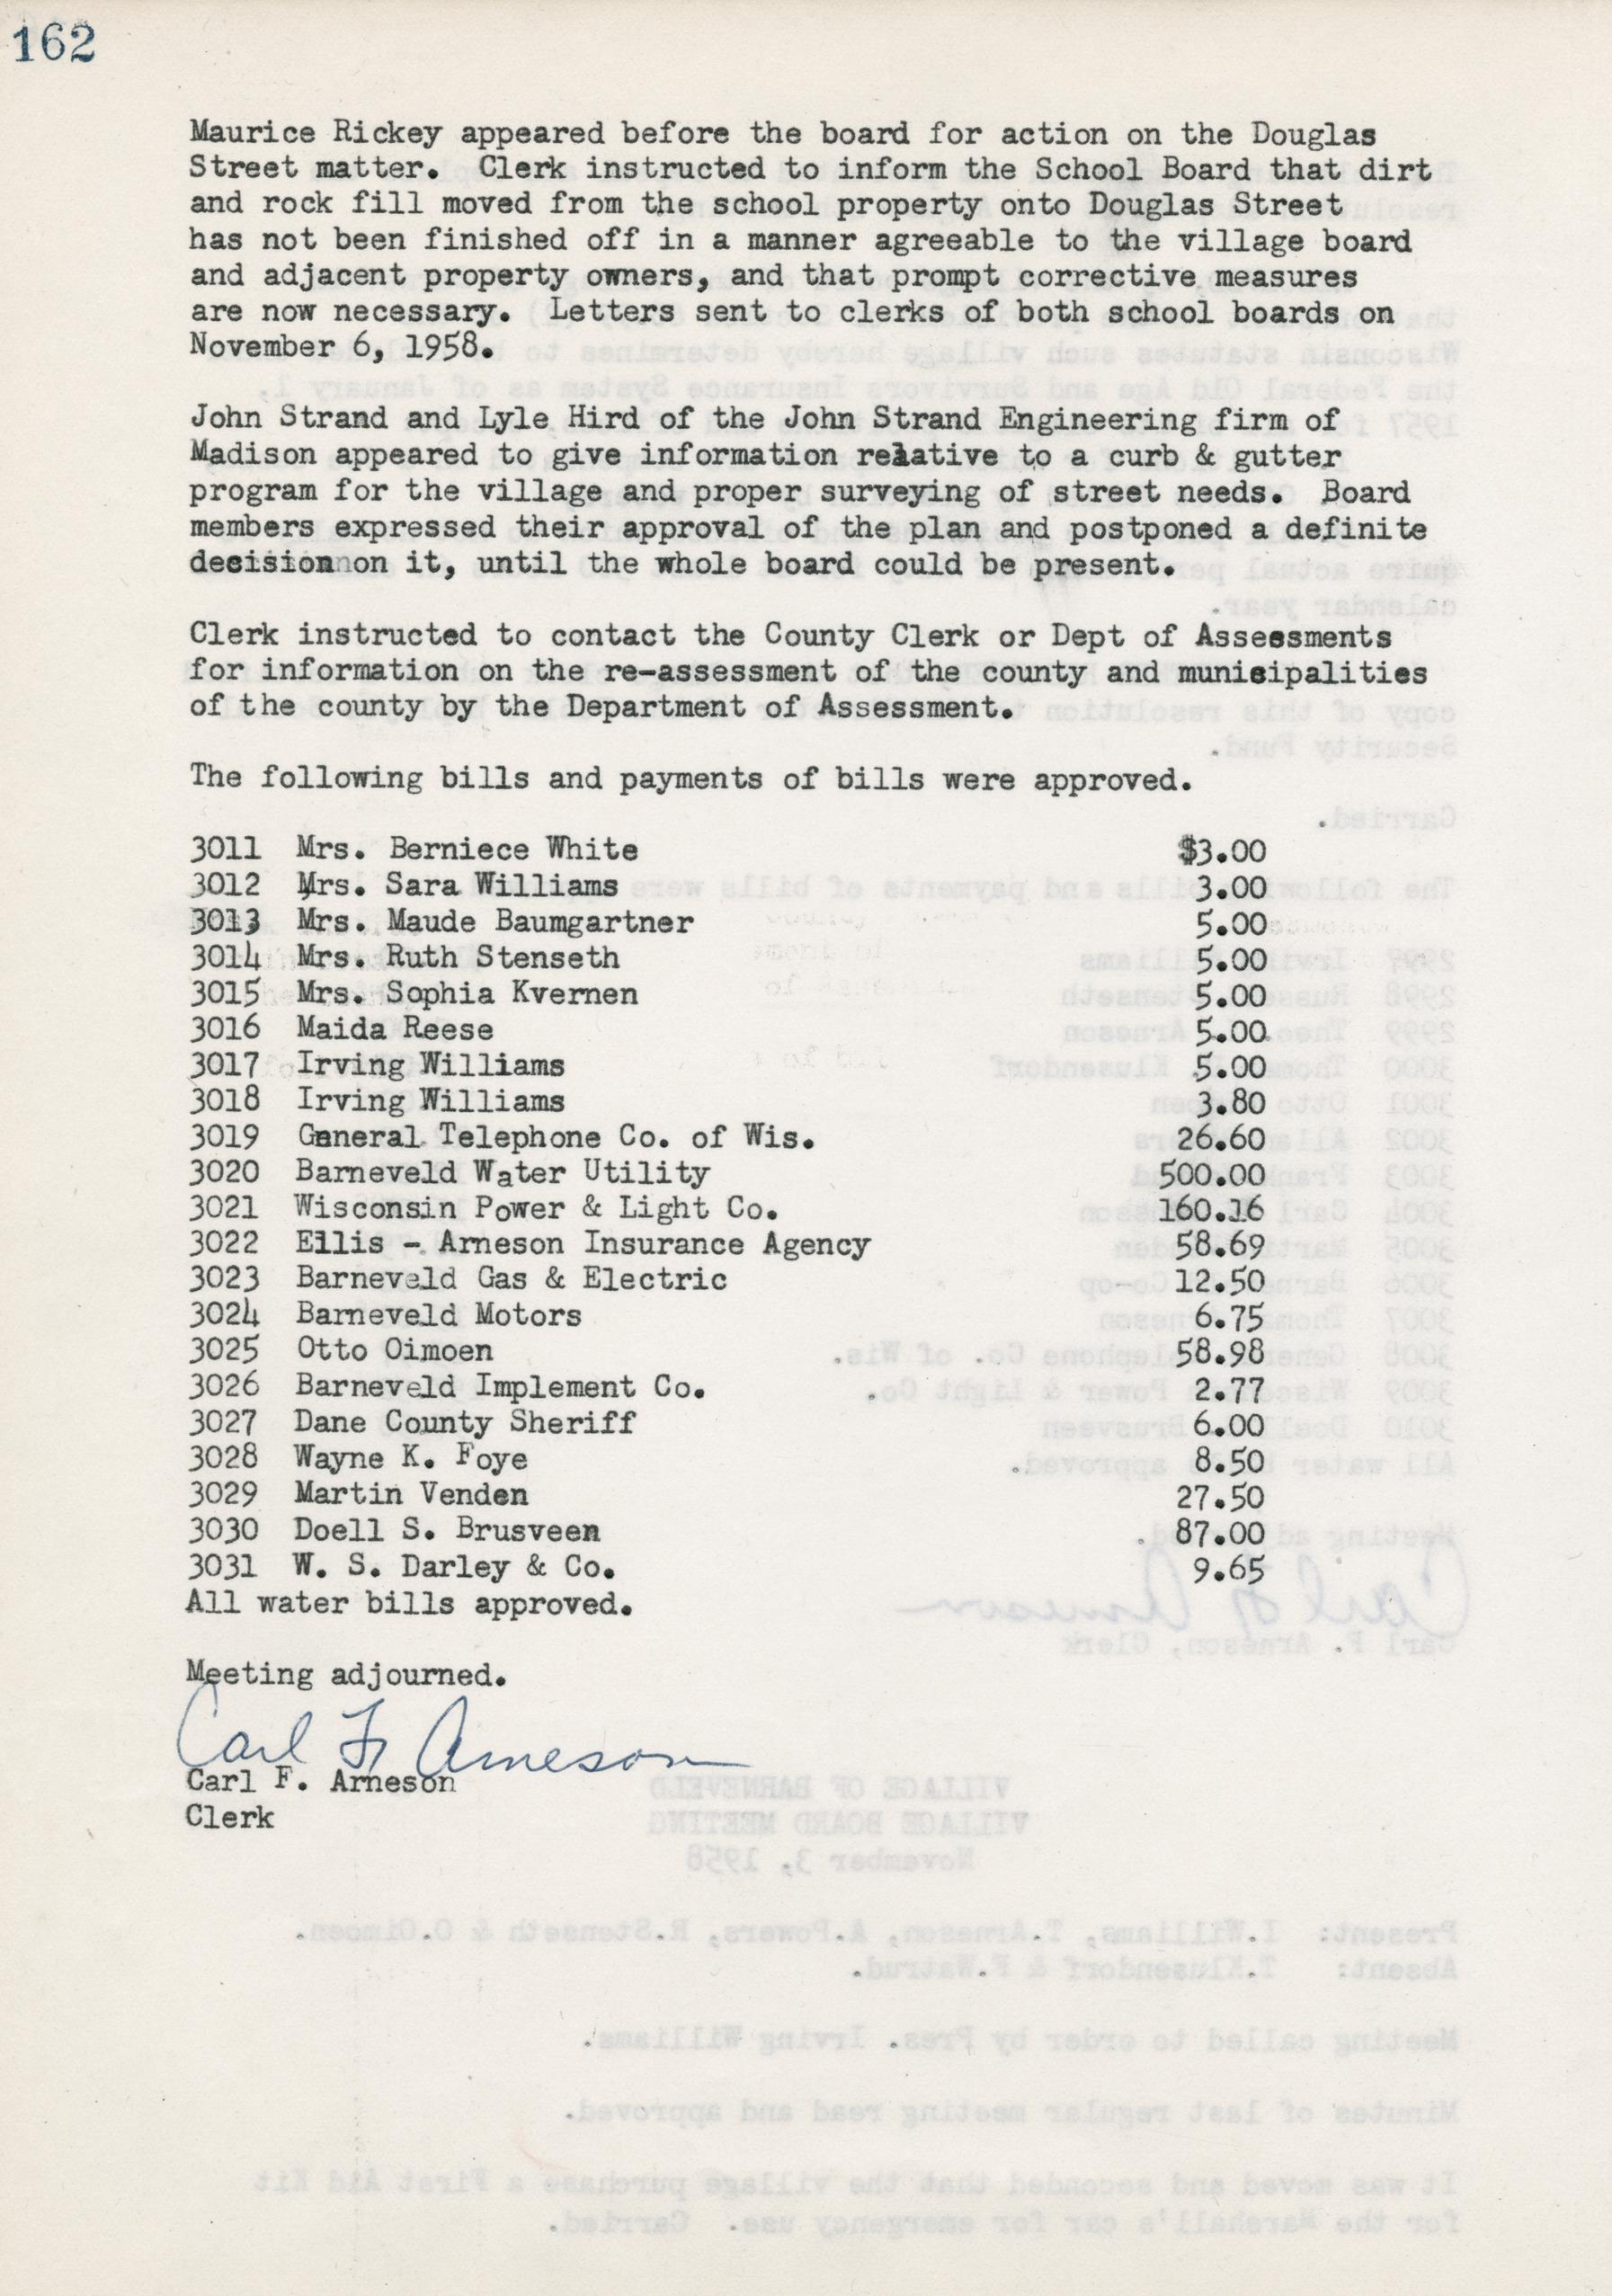 162
Maurice Rickey appeared before the board for action on the Douglas
Street matter.  Clerk instructed to inform the School Board that dirt
and rock fill moved from the school property onto Douglas Street
has not been finished off in a manner agreeable to the village board
and adjacent property owners, and that prompt corrective measures
are now necessary.  Letters sent to clerks of both school boards on
November 6, 1958.
John Strand and Lyle Hird of the John Strand Engineering firm of
Madison appeared to give information relative to a curb & gutter
program for the village and proper surveying of street needs.  Board
members expressed their approval of the plan and postponed a definite
decisionnon it, until the whole board could be present.
Clerk instructed to contact the County Clerk or Dept of Assessments
for information on the re-assessment of the county and municipalities
of the county by the Department of Assessment.
The following bills and payments of bills were approved.
3011 Mrs. Berniece White $3.00
3012 Mrs. Sara Williams 3.00
3013 Mrs. Maude Baumgartner 5.00
3014 Mrs. Ruth Stenseth 5.00
3015 Mrs. Sophia Kvernen 5.00
3016 Maida Reese 5.00
3017 Irving Williams 5.00
3018 Irving Williams 3.80
3019 General Telephone Co. of Wis. 26.60
3020 Barneveld Water Utility 500.00
3021 Wisconsin Power & Light Co. 160.16
3022 Ellis - Arneson Insurance Agency 58.69
3023 Barneveld Gas & Electric 12.50
3024 Barneveld Motors 6.75
3025 Otto Oimoen 58.98
3026 Barneveld Implement Co. 2.77
3027 Dane County Sheriff 6.00
3028 Wayne K. Foye 8.50
3029 Martin Venden 27.50
3030 Doell S. Brusveen 87.00
3031 W. S. Darley & Co. 9.65
All water bills approved.
Meeting adjourned.
Carl F. Arneson
Carl F. Arneson
Clerk